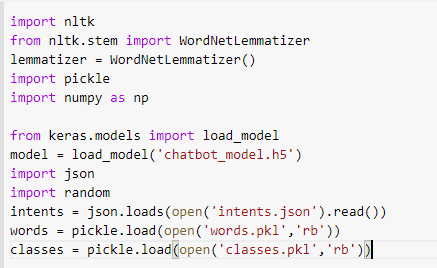 import nltk
from nltk.stem import WordNetLemmatizer
lemmatizer = WordNetLemmatizer()
import pickle
import numpy as np
from keras.models import load_model
model = load_model('chatbot_model.h5')
import json
import random
intents = json.loads(open('intents.json').read())
words = pickle.load(open('words.pkl','rb'))
classes = pickle.load(open('classes.pkl','rb'))